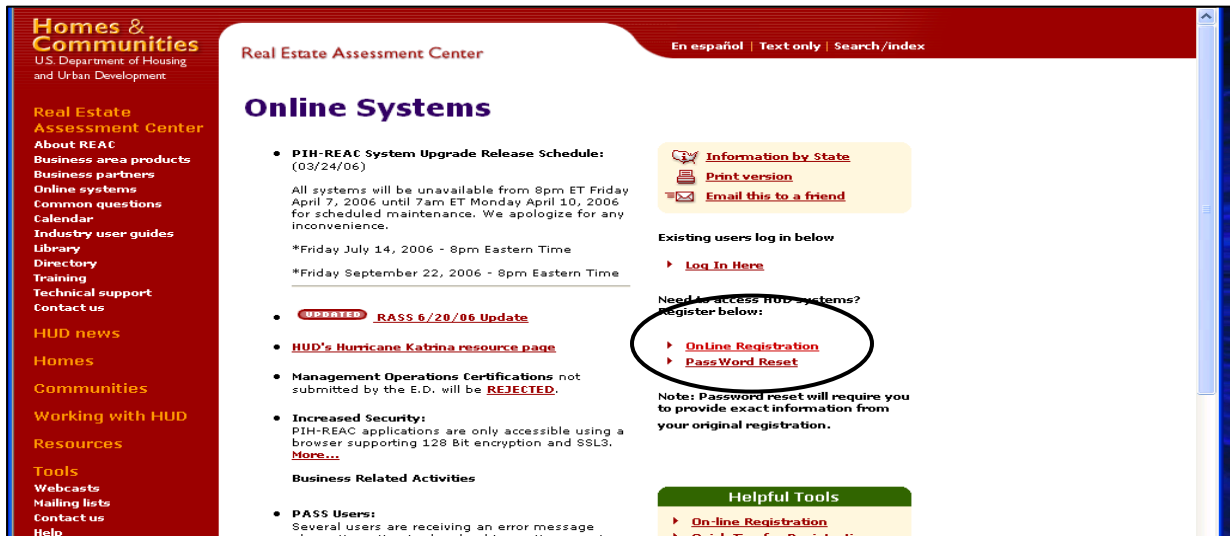 Homes &
Communities
U.S. Department of Housing
and Urban Development
Real Estate Assessment Center
En español | Text only | Search/index
Real Estate
Assessment Center
About REAC
Business area products
Business partners
Online systems
Common questions
Calendar
Industry user guides
Library
Directory
Training
Technical support
Contact us
HUD news
Homes
Communities
Working with HUD
Resources
Tools
Webcasts
Mailing lists
Contact us
Help
Online Systems
PIH-REAC System Upgrade Release Schedule:
(03/24/06)
All systems will be unavailable from 8pm ET Friday
April 7, 2006 until 7am ET Monday April 10, 2006
for scheduled maintenance. We apologize for any
inconvenience.
*Friday July 14, 2006 - 8pm Eastern Time
*Friday September 22, 2006 - 8pm Eastern Time
UPDATED RASS 6/20/06 Update
HUD's Hurricane Katrina resource page
Management Operations Certifications not
submitted by the E.D. will be REJECTED.
Increased Security:
PIH-REAC applications are only accessible using a
browser supporting 128 Bit encryption and SSL3.
More...
Business Related Activities
PASS Users:
Several users are receiving an error message
Information by State
Print version
Email this to a friend
Existing users log in below
Log In Here
Need to access HUD systems?
Register below:
OnLine Registration
PassWord Reset
Note: Password reset will require you
to provide exact information from
your original registration.
Helpful Tools
On-line Registration